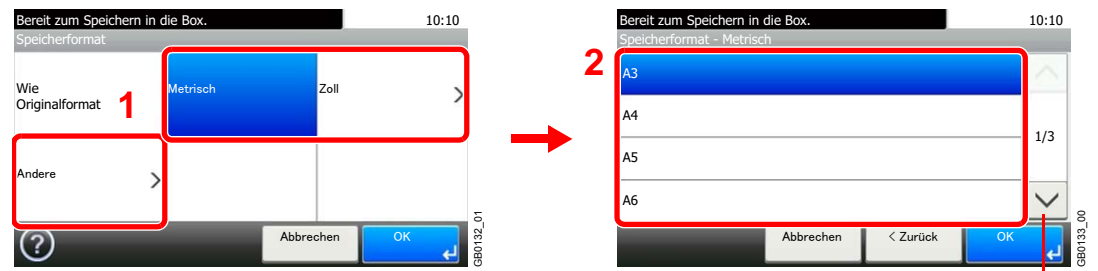 Bereit zum Speichern in die Box. 10:10
Speicherformat
Wie
Originalformat
1
Metrisch
Zoll
Andere
Abbrechen
OK
GB0132_01
Bereit zum Speichern in die Box. 10:10
Speicherformat - Metrisch
2
A3
A4
1/3
A5
A6
Abbrechen
< Zurück
OK
GB0133_00